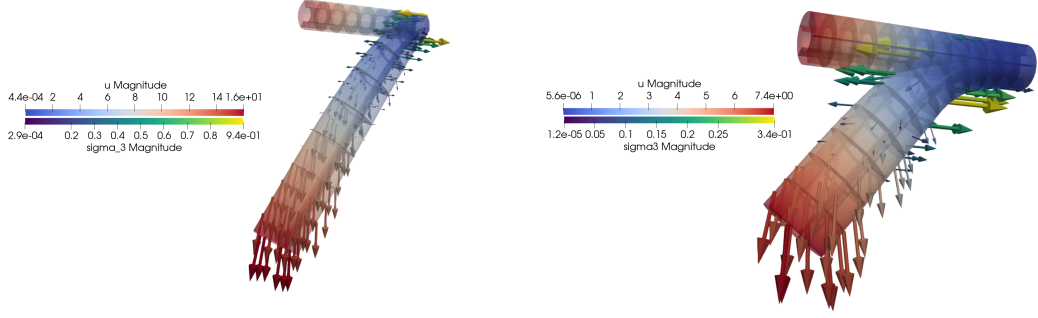 u Magnitude
4.4e-04 2 4 6 8 10 12 14 1.6e+01
2.9e-04 0.2 0.3 0.4 0.5 0.6 0.7 0.8 9.4e-01
sigma_3 Magnitude
u Magnitude
5.6e-06 1 2 3 4 5 6 7.4e+00
1.2e-05 0.05 0.1 0.15 0.2 0.25 3.4e-01
sigma3 Magnitude